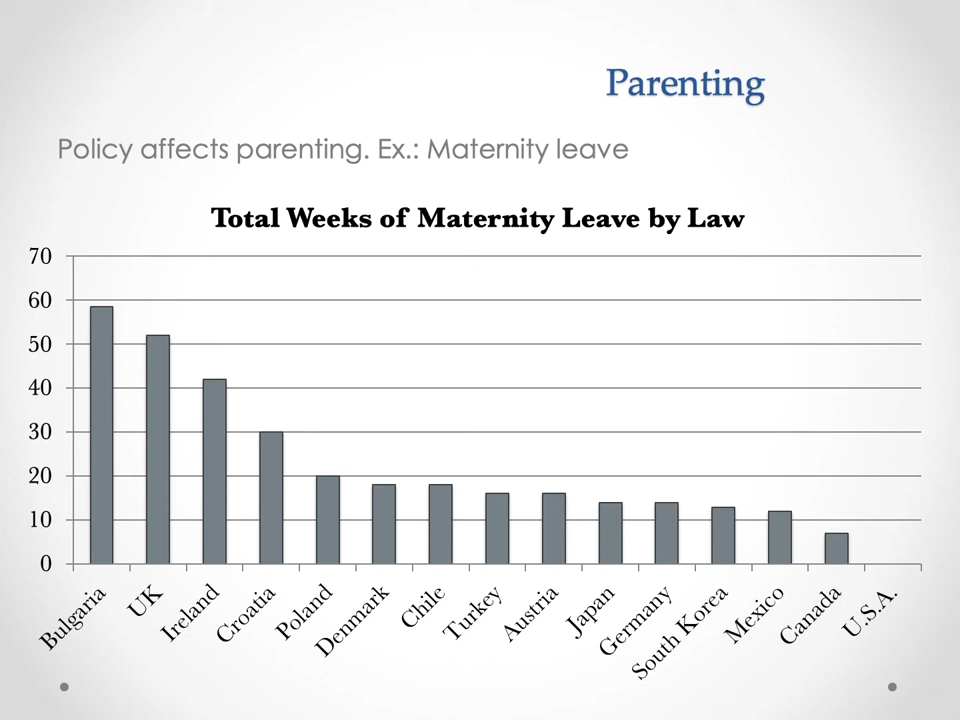 Parenting
Policy affects parenting. Ex.: Maternity leave
Total Weeks of Maternity Leave by Law
70
60
50
40
30
20
10
0
Bulgaria
UK
Ireland
Croatia
Poland
Denmark
Chile
Turkey
Austria
Japan
Germany
South Korea
Mexico
Canada
U.S.A.